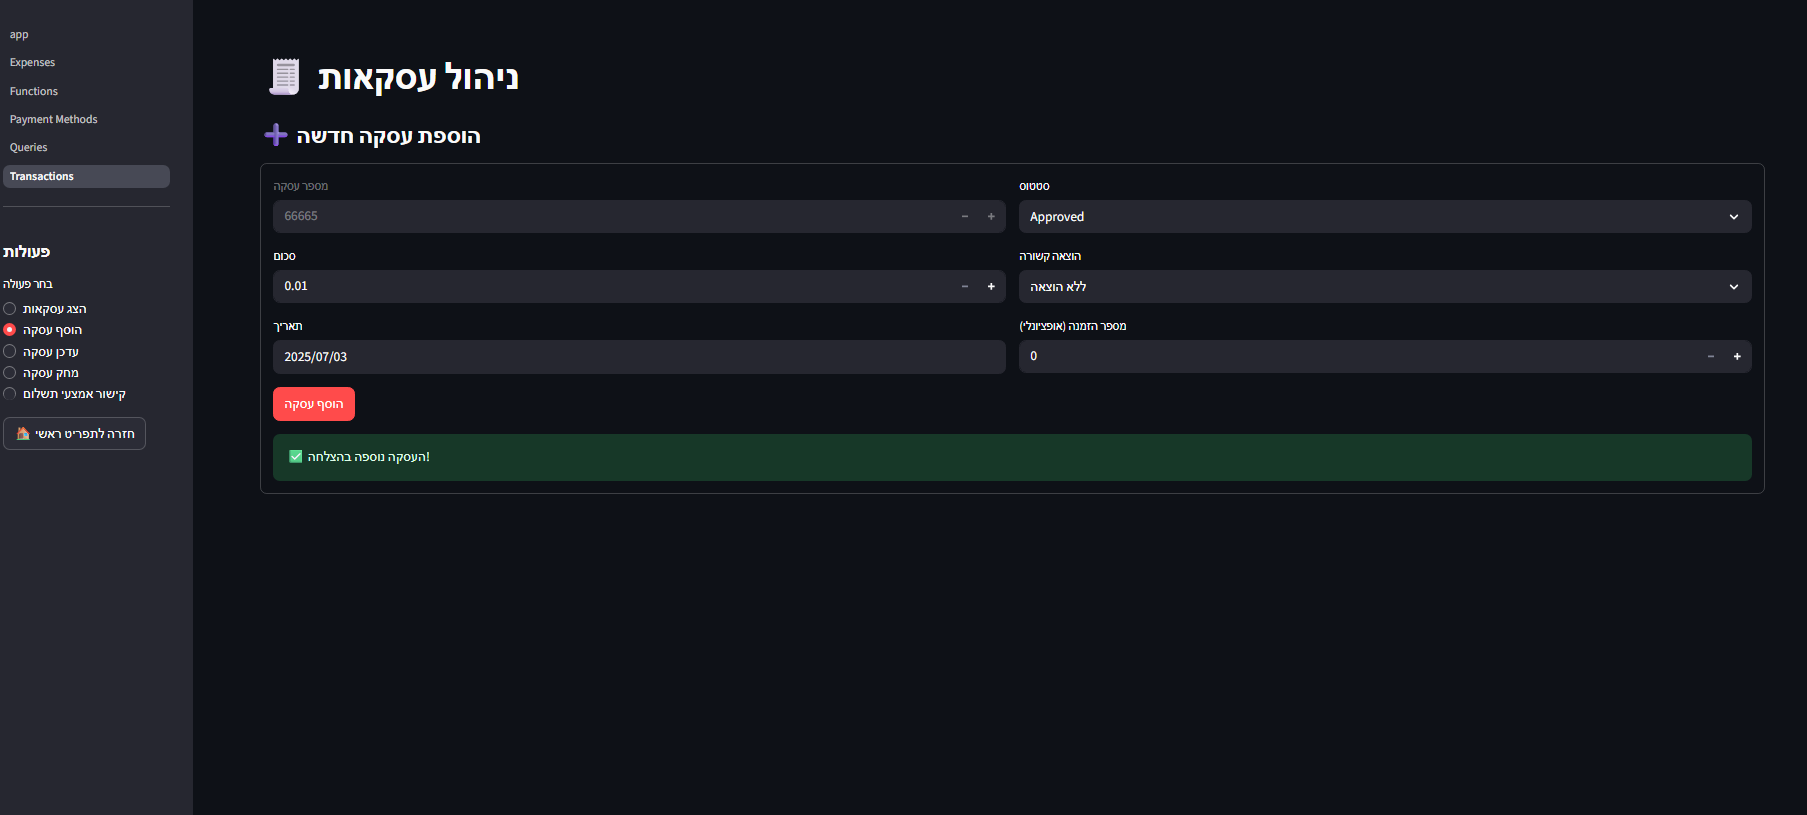 app
Expenses
Functions
Payment Methods
Queries
Transactions
פעולות
בחר פעולה
הצג עסקאות
הוסף עסקה
עדכן עסקה
מחק עסקה
קישור אמצעי תשלום
חזרה לתפריט ראשי
ניהול עסקאות
הוספת עסקה חדשה
מספר עסקה
66665
סטטוס
Approved
סכום
0.01
הוצאה קשורה
ללא הוצאה
תאריך
2025/07/03
מספר הזמנה (אופציונלי)
0
הוסף עסקה
העסקה נוספה בהצלחה!